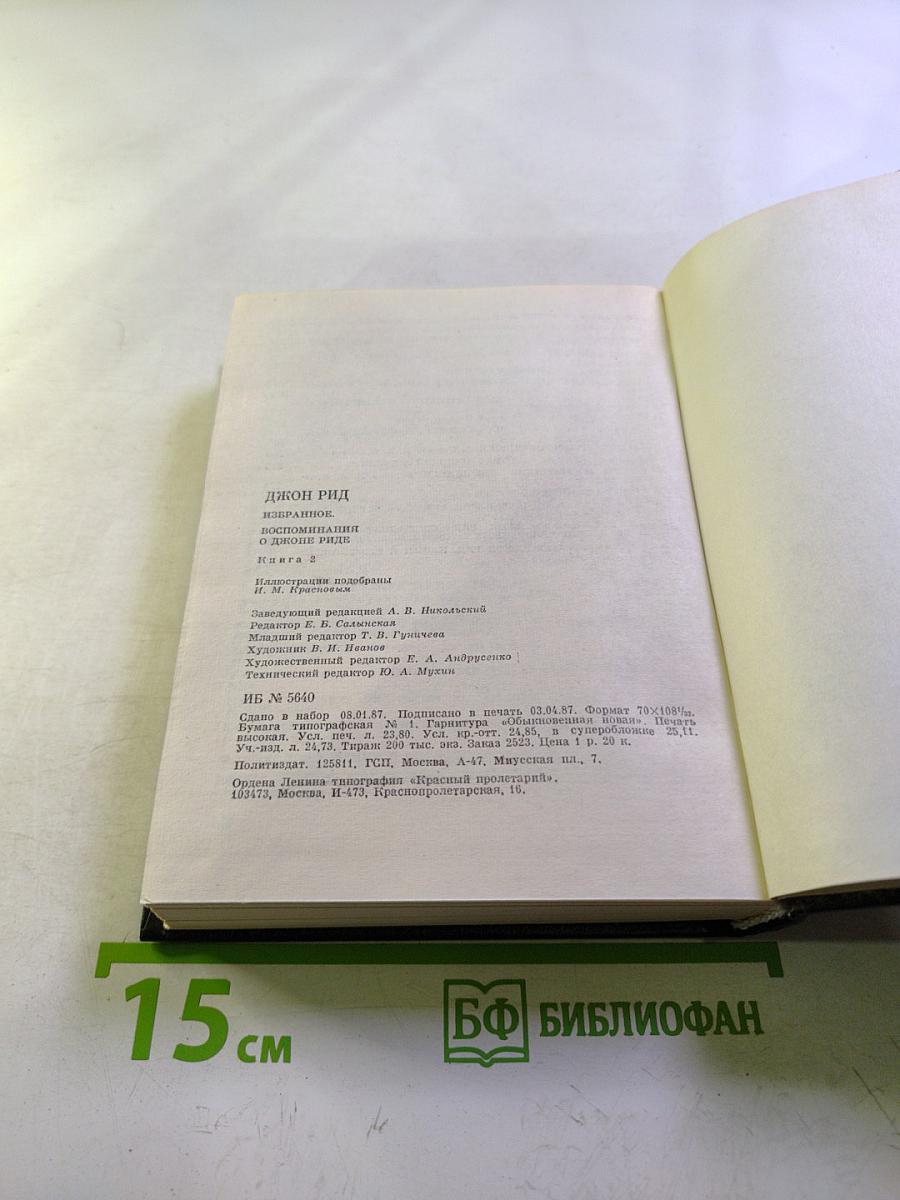 ДЖОН РИД
ИЗБРАННОЕ.
ВОСПОМИНАНИЯ
О ДЖОНЕ РИДЕ
Книга 2
Иллюстрации подобраны
И. М. Красновым
Заведующий редакцией А. В. Никольский
Редактор Е. Б. Салынская
Младший редактор Т. В. Гуничева
Художник В. И. Иванов
Художественный редактор Е. А. Андрусенко
Технический редактор Ю. А. Мухин
ИБ № 5640
Сдано в набор 08.01.87. Подписано в печать 03.04.87. Формат 70×108¹/₃₂.
Бумага типографская № 1. Гарнитура «Обыкновенная новая». Печать
высокая. Усл. печ. л. 23,80. Усл. кр.-отт. 24,85, в суперобложке 25,11.
Уч.-изд. л. 24,73. Тираж 200 тыс. экз. Заказ 2523. Цена 1 р. 20 к.
Политиздат. 125811, ГСП, Москва, А-47, Миусская пл., 7.
Ордена Ленина типография «Красный пролетарий».
103473, Москва, И-473, Краснопролетарская, 16.
15 см
БФ БИБЛИОФАН